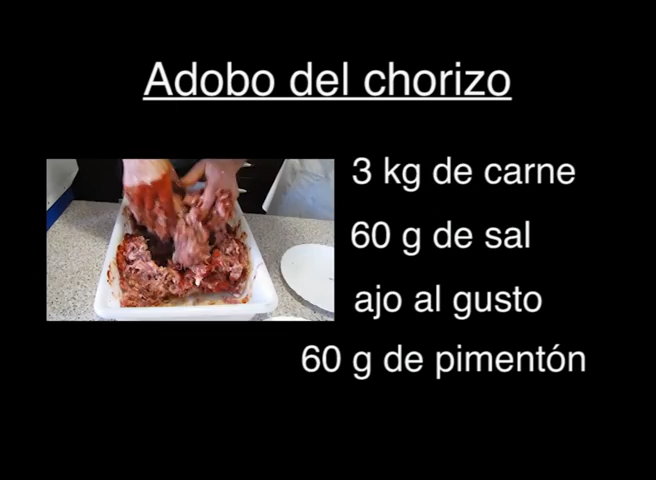 Adobo del chorizo
3 kg de carne
60 g de sal
ajo al gusto
60 g de pimentón